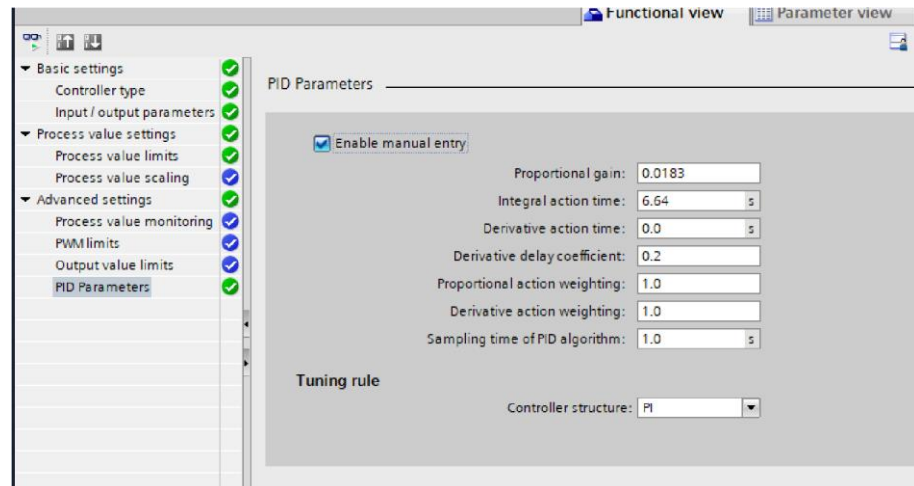 Functional view
Parameter view
Basic settings
Controller type
Input / output parameters
Process value settings
Process value limits
Process value scaling
Advanced settings
Process value monitoring
PWM limits
Output value limits
PID Parameters
PID Parameters
Enable manual entry
Proportional gain: 0.0183
Integral action time: 6.64 s
Derivative action time: 0.0 s
Derivative delay coefficient: 0.2
Proportional action weighting: 1.0
Derivative action weighting: 1.0
Sampling time of PID algorithm: 1.0 s
Tuning rule
Controller structure: PI